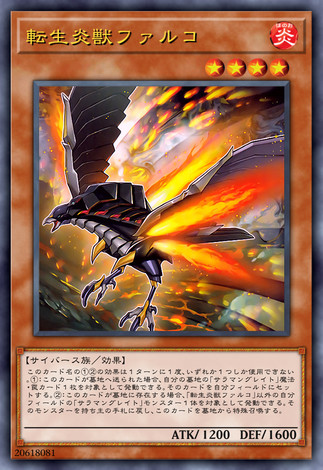 転生炎獣ファルコ
ほのお
炎
【サイバース族／効果】
このカード名の①②の効果は１ターンに１度、いずれか１つしか使用できな
い。①：このカードが墓地へ送られた場合、自分の墓地の「サラマングレイト」魔法
・罠カード１枚を対象として発動できる。そのカードを自分フィールドにセッ
トする。②：このカードが墓地に存在する場合、「転生炎獣ファルコ」以外の自分
フィールドの「サラマングレイト」モンスター１体を対象として発動できる。そ
のモンスターを持ち主の手札に戻し、このカードを墓地から特殊召喚する。
ATK/1200 DEF/1600
20618081